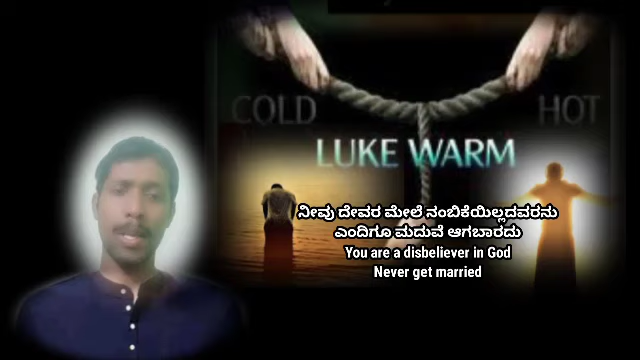 COLD
HOT
LUKE WARM
ನೀವು ದೇವರ ಮೇಲೆ ನಂಬಿಕೆಯಿಲ್ಲದವರನು
ಎಂದಿಗೂ ಮದುವೆ ಆಗಬಾರದು
You are a disbeliever in God
Never get married